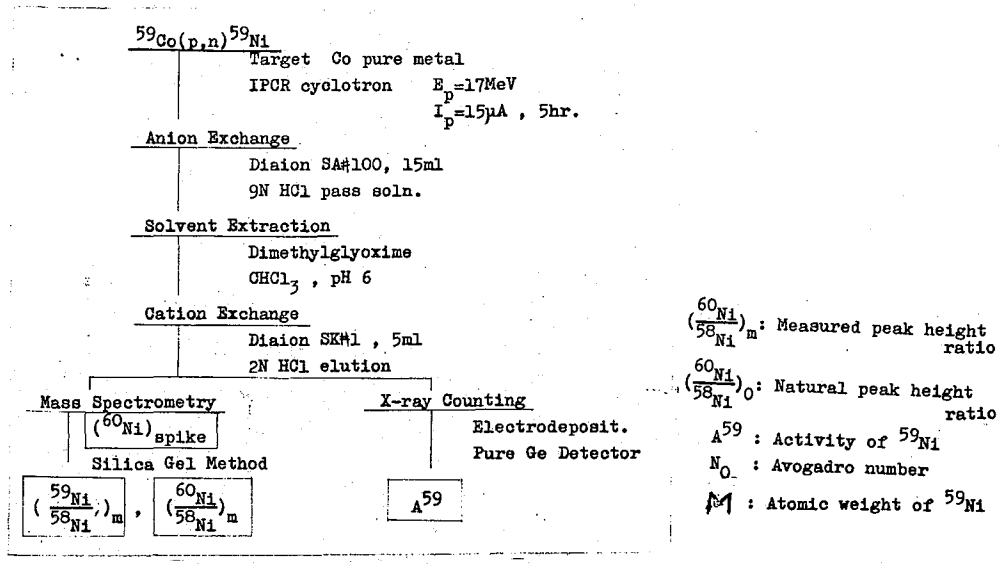 ⁵⁹Co(p,n)⁵⁹Ni
Target Co pure metal
IPCR cyclotron E_p=17MeV
I_p=15μA , 5hr.
Anion Exchange
Diaion SA#100, 15ml
9N HCl pass soln.
Solvent Extraction
Dimethylglyoxime
CHCl₃ , pH 6
Cation Exchange
Diaion SK#1 , 5ml
2N HCl elution
Mass Spectrometry
(⁶⁰Ni)spike
Silica Gel Method
(⁵⁹Ni/⁵⁸Ni)m , (⁶⁰Ni/⁵⁸Ni)m
X-ray Counting
Electrodeposit.
Pure Ge Detector
A⁵⁹
(⁶⁰Ni/⁵⁸Ni)m: Measured peak height
ratio
(⁶⁰Ni/⁵⁸Ni)₀: Natural peak height
ratio
A⁵⁹ : Activity of ⁵⁹Ni
N₀ : Avogadro number
M : Atomic weight of ⁵⁹Ni